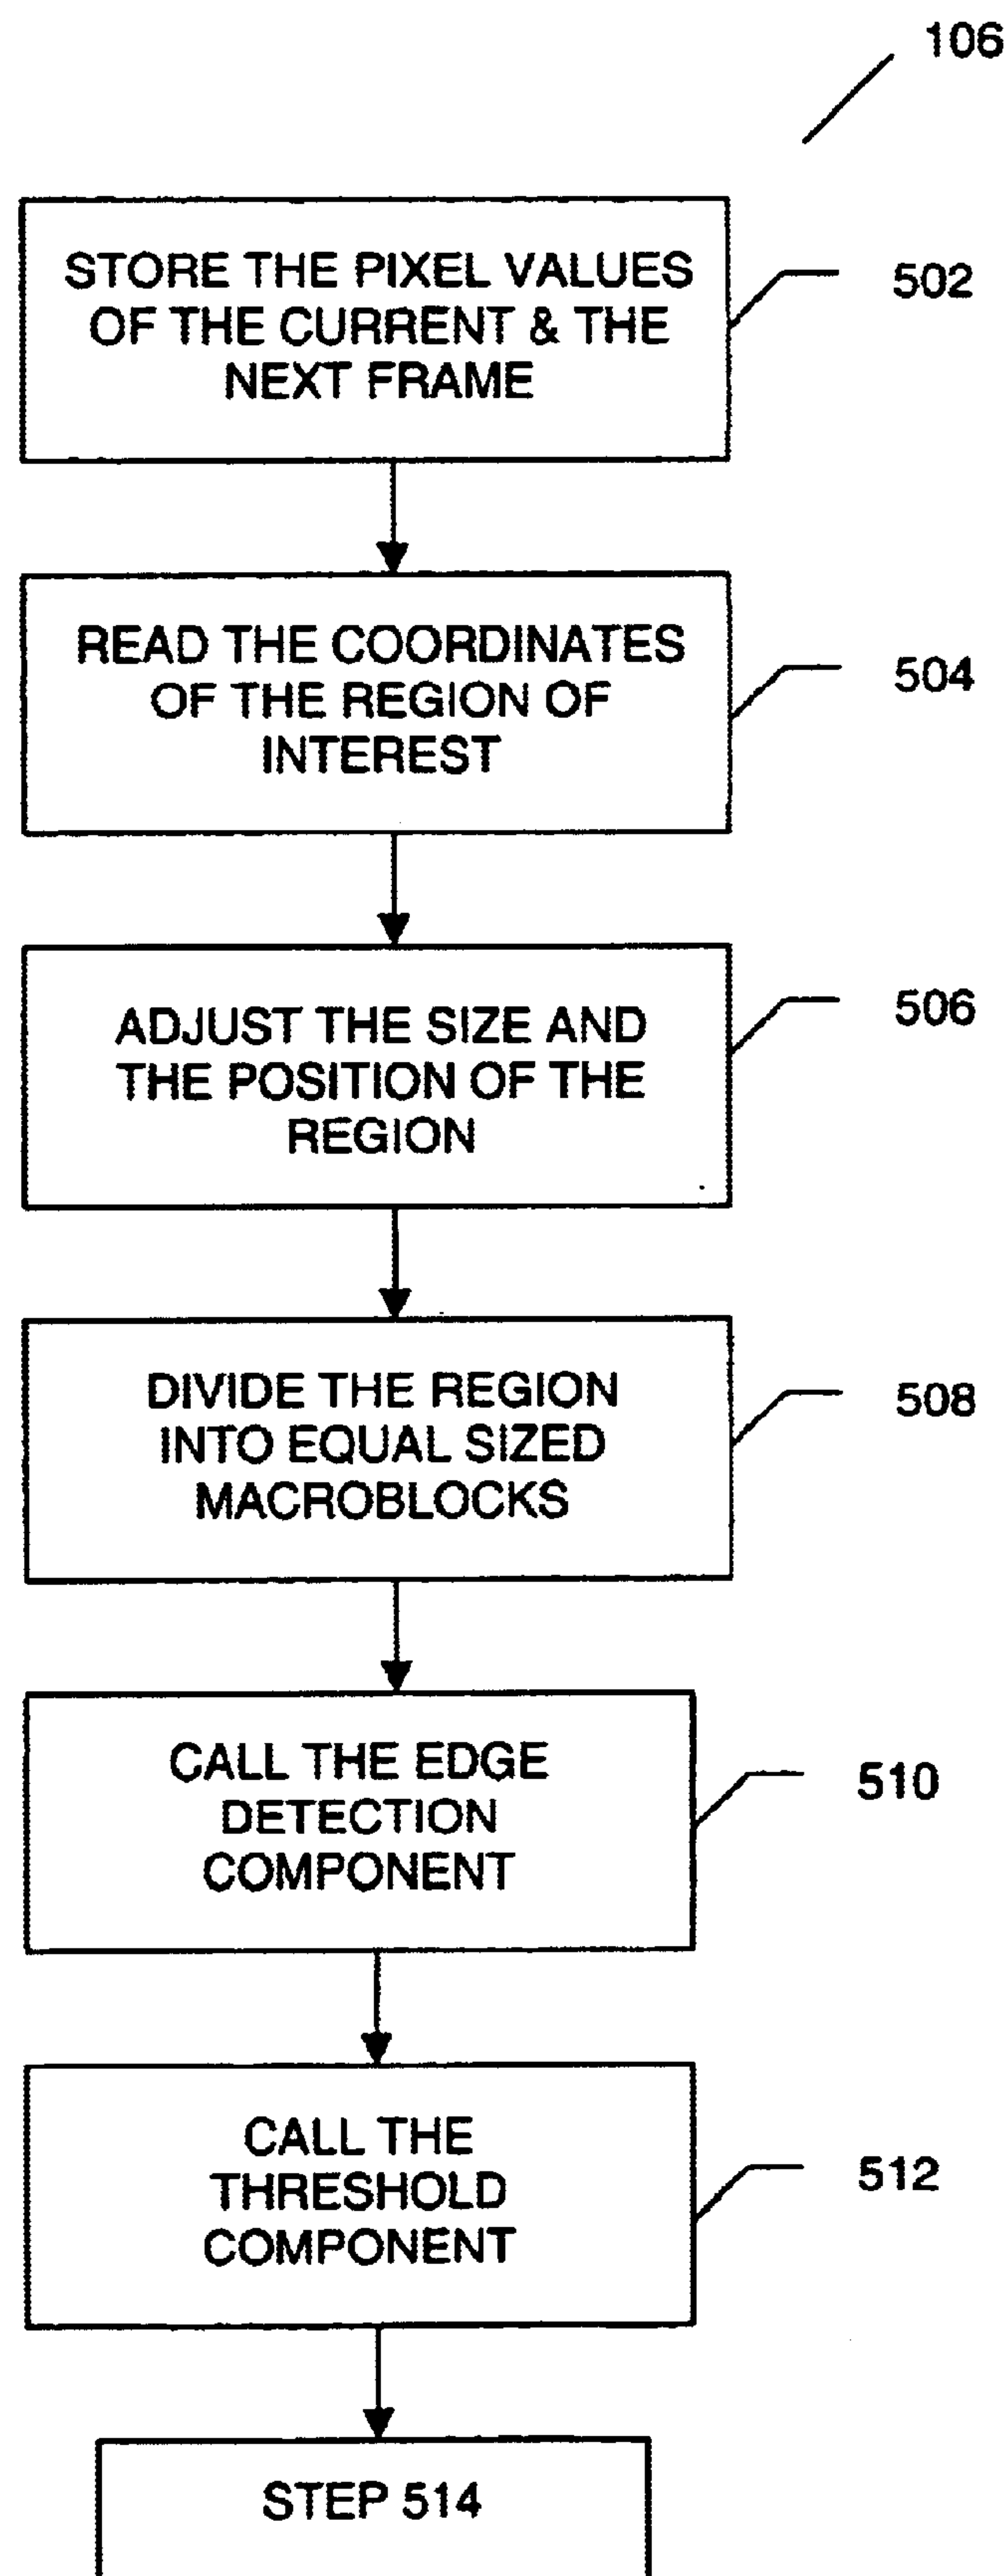 106
STORE THE PIXEL VALUES
OF THE CURRENT & THE
NEXT FRAME
502
READ THE COORDINATES
OF THE REGION OF
INTEREST
504
ADJUST THE SIZE AND
THE POSITION OF THE
REGION
506
DIVIDE THE REGION
INTO EQUAL SIZED
MACROBLOCKS
508
CALL THE EDGE
DETECTION
COMPONENT
510
CALL THE
THRESHOLD
COMPONENT
512
STEP 514